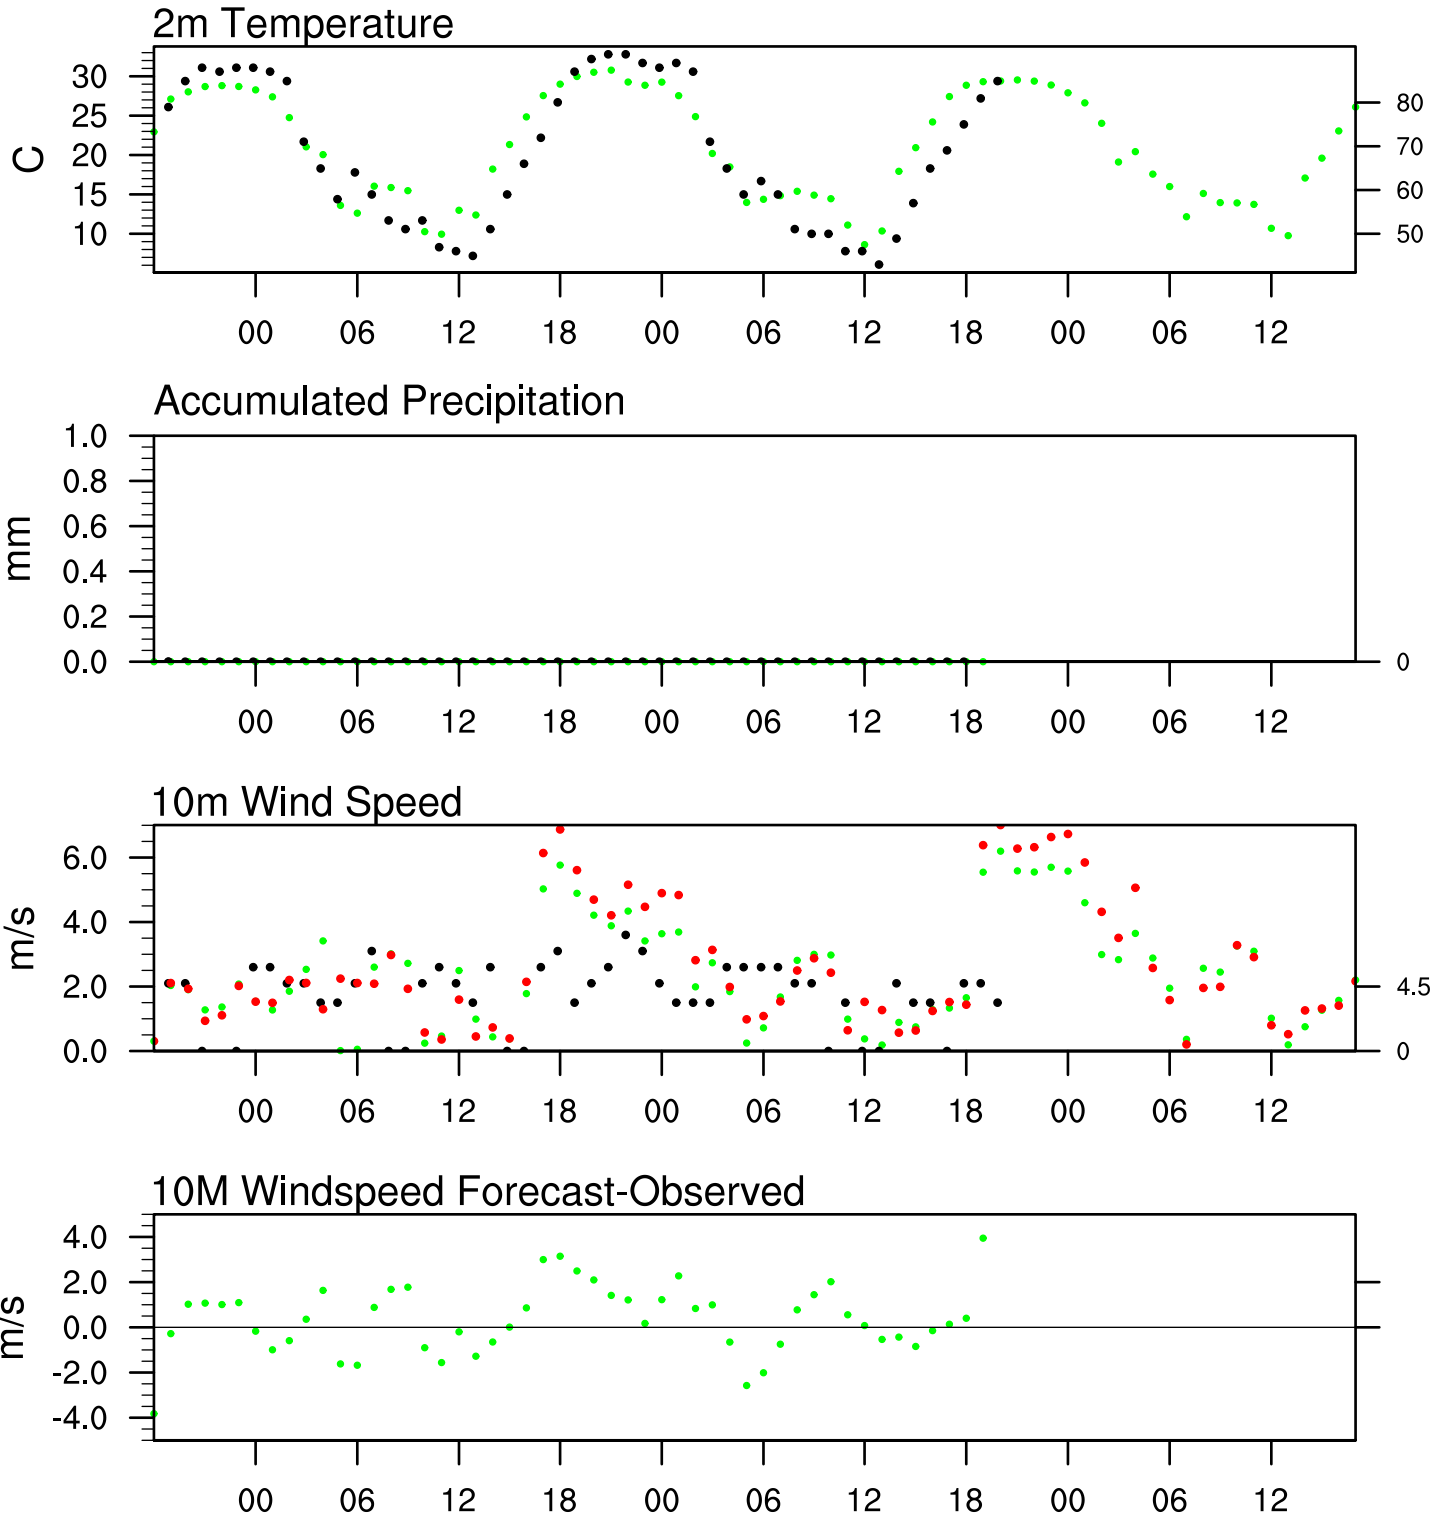 2m Temperature
30
25
20
15
10
C
80
70
60
50
00 06 12 18 00 06 12 18 00 06 12
Accumulated Precipitation
1.0
0.8
0.6
0.4
0.2
0.0
mm
0
00 06 12 18 00 06 12 18 00 06 12
10m Wind Speed
6.0
4.0
2.0
0.0
m/s
4.5
0
00 06 12 18 00 06 12 18 00 06 12
10M Windspeed Forecast-Observed
4.0
2.0
0.0
-2.0
-4.0
m/s
00 06 12 18 00 06 12 18 00 06 12